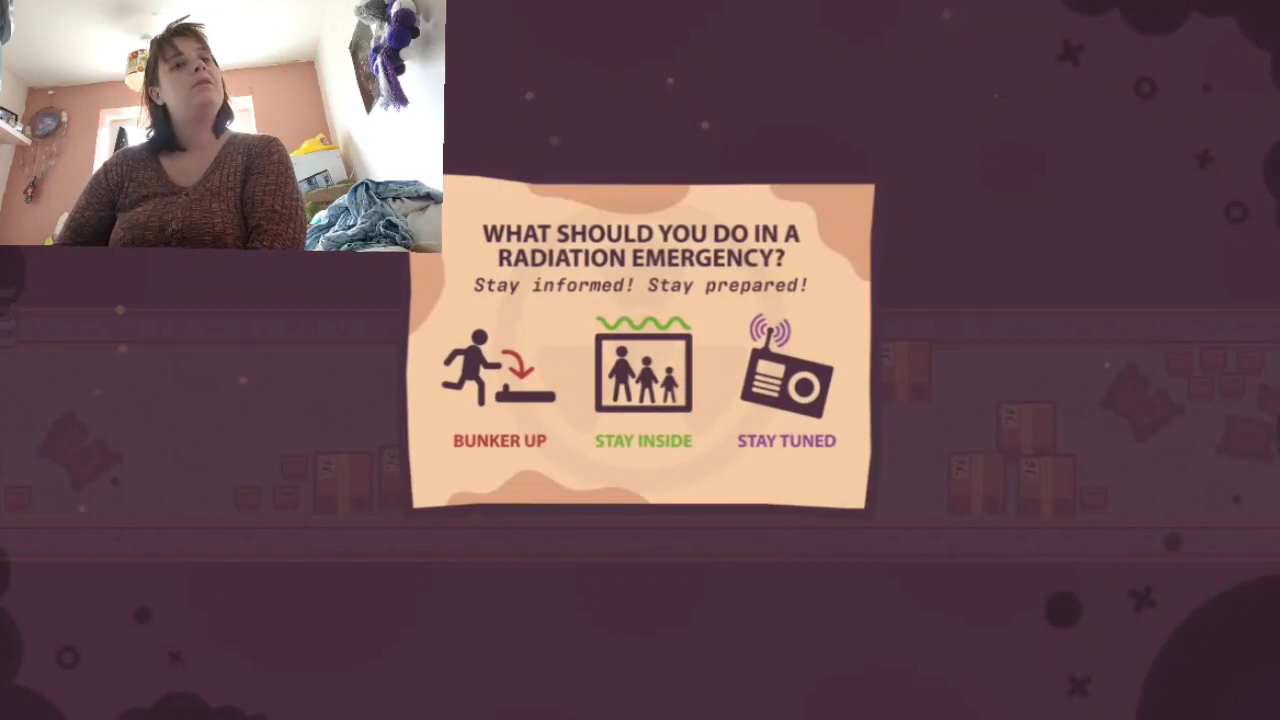 WHAT SHOULD YOU DO IN A
RADIATION EMERGENCY?
Stay informed! Stay prepared!
BUNKER UP
STAY INSIDE
STAY TUNED